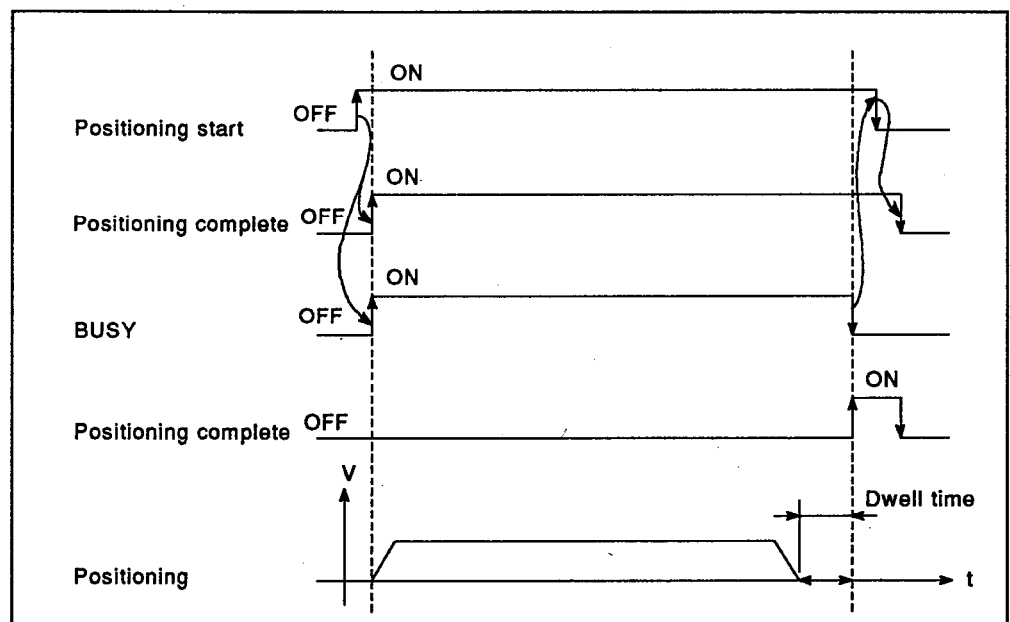 ON
OFF
Positioning start
ON
Positioning complete OFF
ON
OFF
BUSY
ON
OFF
Positioning complete
V
Dwell time
Positioning
t